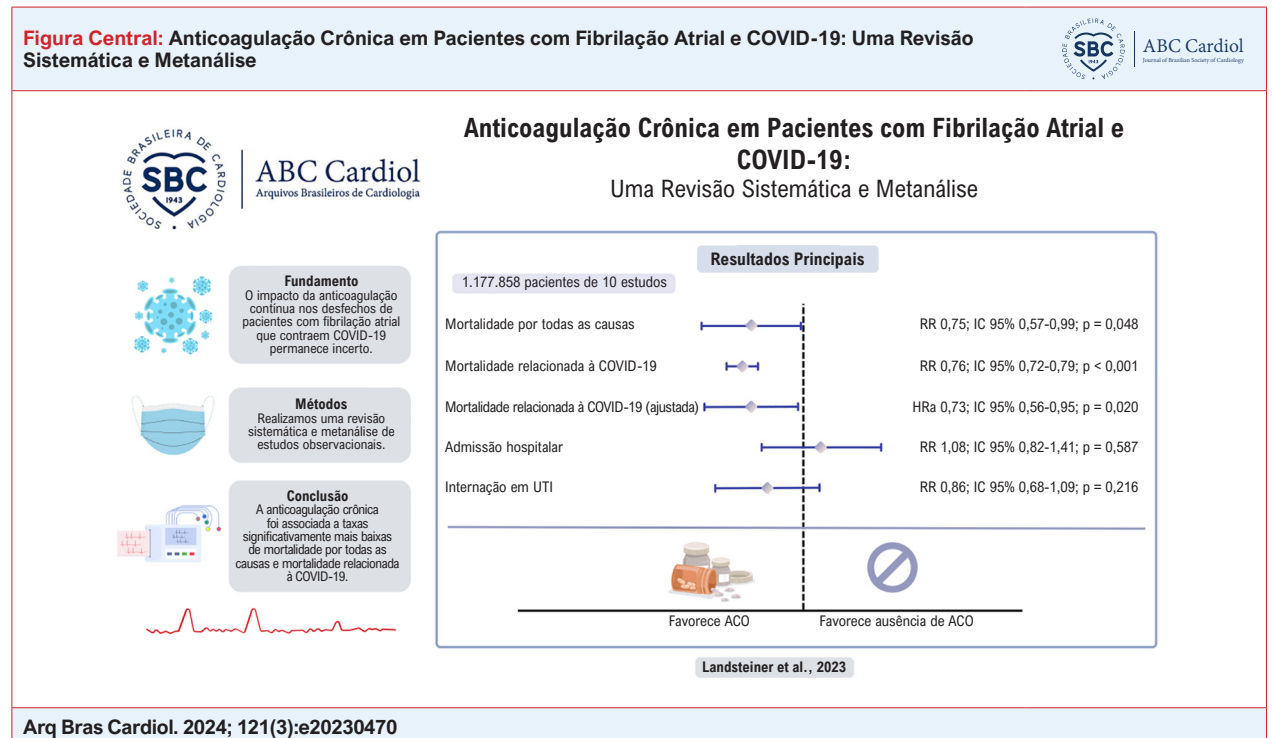 Figura Central: Anticoagulação Crônica em Pacientes com Fibrilação Atrial e COVID-19: Uma Revisão
Sistemática e Metanálise
SOCIEDADE BRASILEIRA DE CARDIOLOGIA
SBC
1943
ABC Cardiol
Journal of Brazilian Society of Cardiology
SOCIEDADE BRASILEIRA DE CARDIOLOGIA
SBC
1943
ABC Cardiol
Arquivos Brasileiros de Cardiologia
Anticoagulação Crônica em Pacientes com Fibrilação Atrial e
COVID-19:
Uma Revisão Sistemática e Metanálise
Fundamento
O impacto da anticoagulação
contínua nos desfechos de
pacientes com fibrilação atrial
que contraem COVID-19
permanece incerto.
Métodos
Realizamos uma revisão
sistemática e metanálise de
estudos observacionais.
Conclusão
A anticoagulação crônica
foi associada a taxas
significativamente mais baixas
de mortalidade por todas as
causas e mortalidade relacionada
à COVID-19.
Resultados Principais
1.177.858 pacientes de 10 estudos
Mortalidade por todas as causas RR 0,75; IC 95% 0,57-0,99; p = 0,048
Mortalidade relacionada à COVID-19 RR 0,76; IC 95% 0,72-0,79; p < 0,001
Mortalidade relacionada à COVID-19 (ajustada) HRa 0,73; IC 95% 0,56-0,95; p = 0,020
Admissão hospitalar RR 1,08; IC 95% 0,82-1,41; p = 0,587
Internação em UTI RR 0,86; IC 95% 0,68-1,09; p = 0,216
Favorece ACO Favorece ausência de ACO
Landsteiner et al., 2023
Arq Bras Cardiol. 2024; 121(3):e20230470